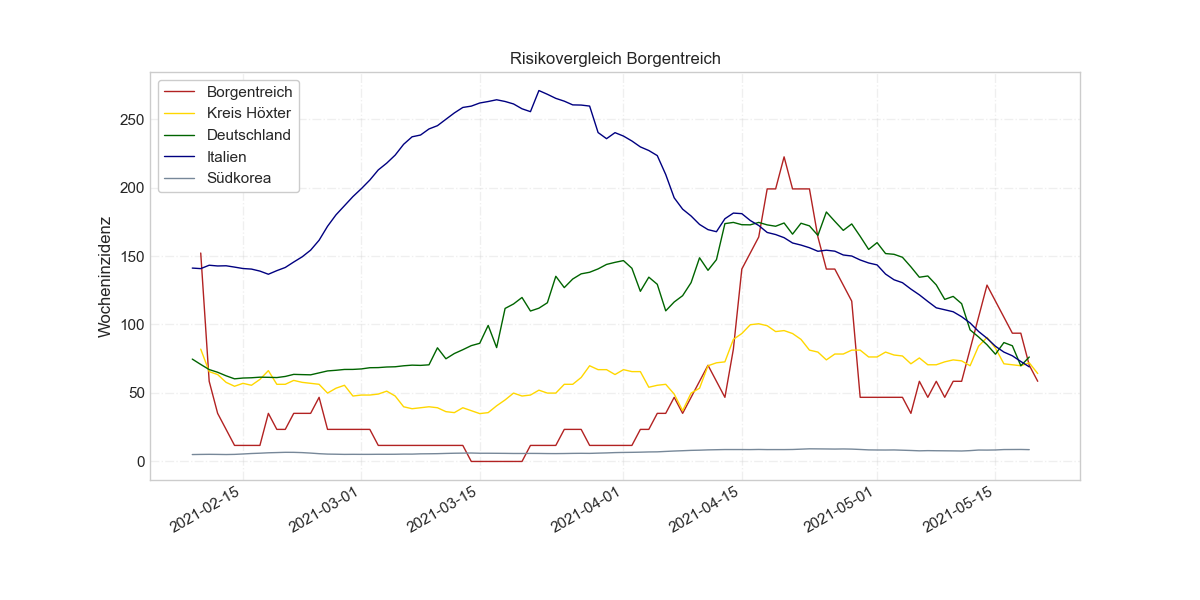 Risikovergleich Borgentreich
Borgentreich
Kreis Höxter
Deutschland
Italien
Südkorea
Wocheninzidenz
250
200
150
100
50
0
2021-02-15
2021-03-01
2021-03-15
2021-04-01
2021-04-15
2021-05-01
2021-05-15